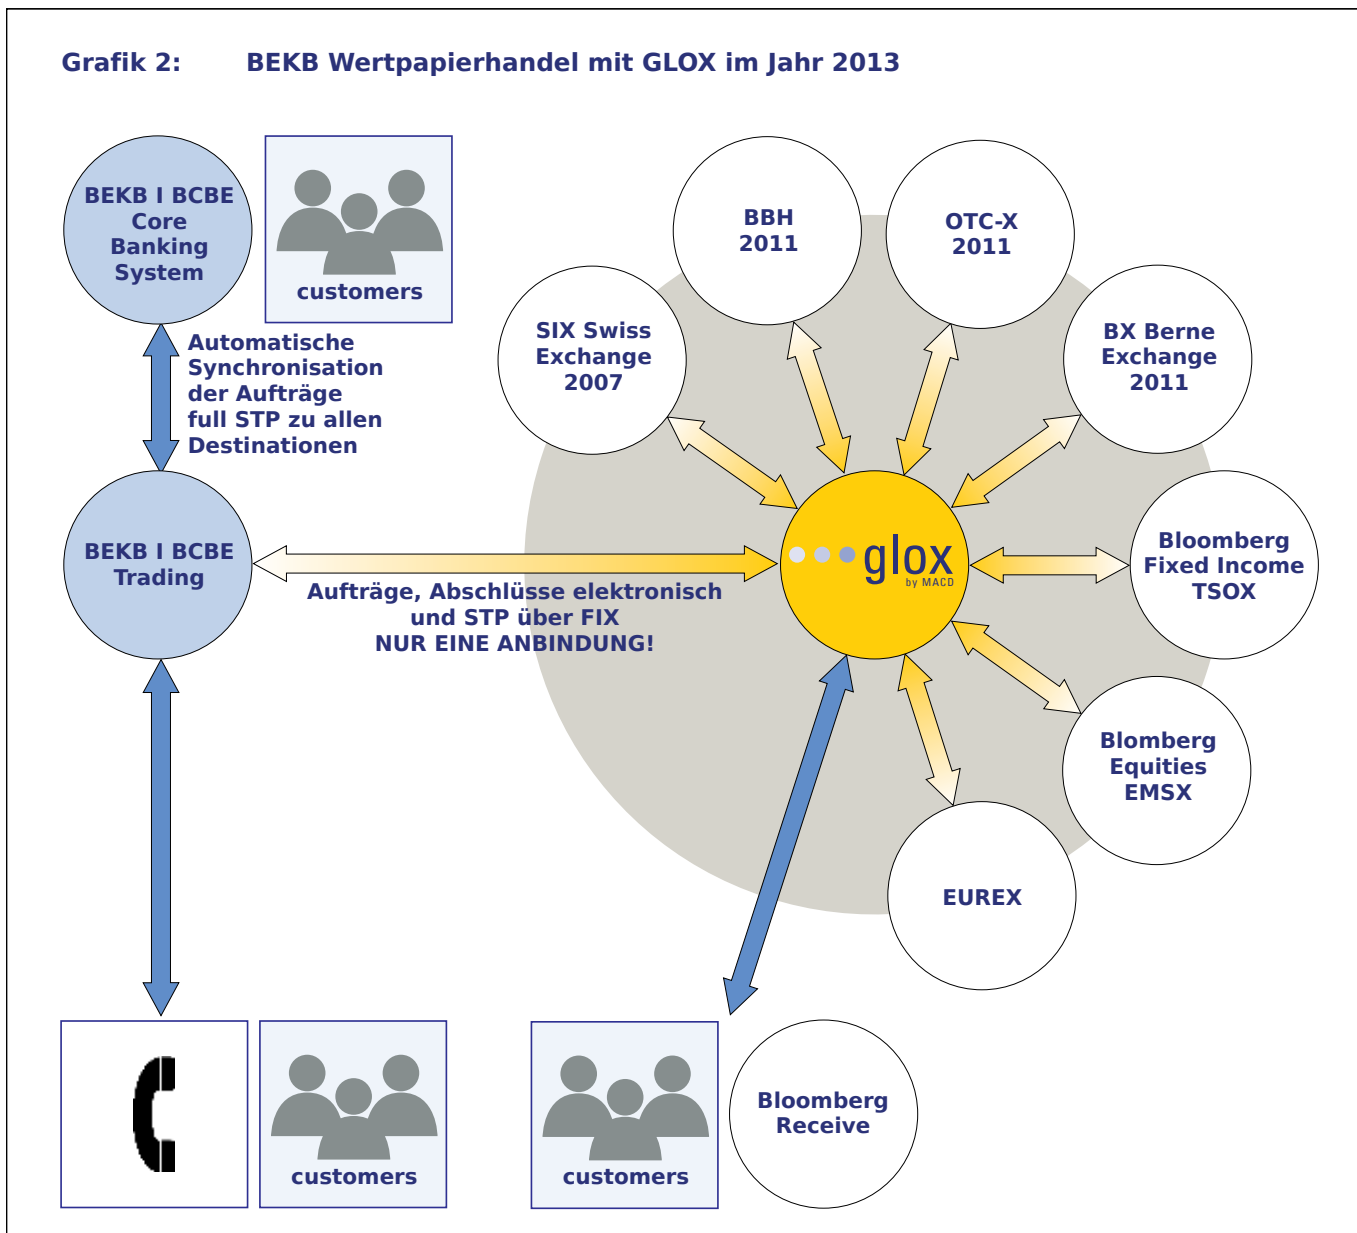 Grafik 2: BEKB Wertpapierhandel mit GLOX im Jahr 2013
BEKB I BCBE
Core
Banking
System
customers
Automatische
Synchronisation
der Aufträge
full STP zu allen
Destinationen
BEKB I BCBE
Trading
Aufträge, Abschlüsse elektronisch
und STP über FIX
NUR EINE ANBINDUNG!
SIX Swiss
Exchange
2007
BBH
2011
OTC-X
2011
BX Berne
Exchange
2011
glox
by MACD
Bloomberg
Fixed Income
TSOX
Blomberg
Equities
EMSX
EUREX
customers
customers
Bloomberg
Receive